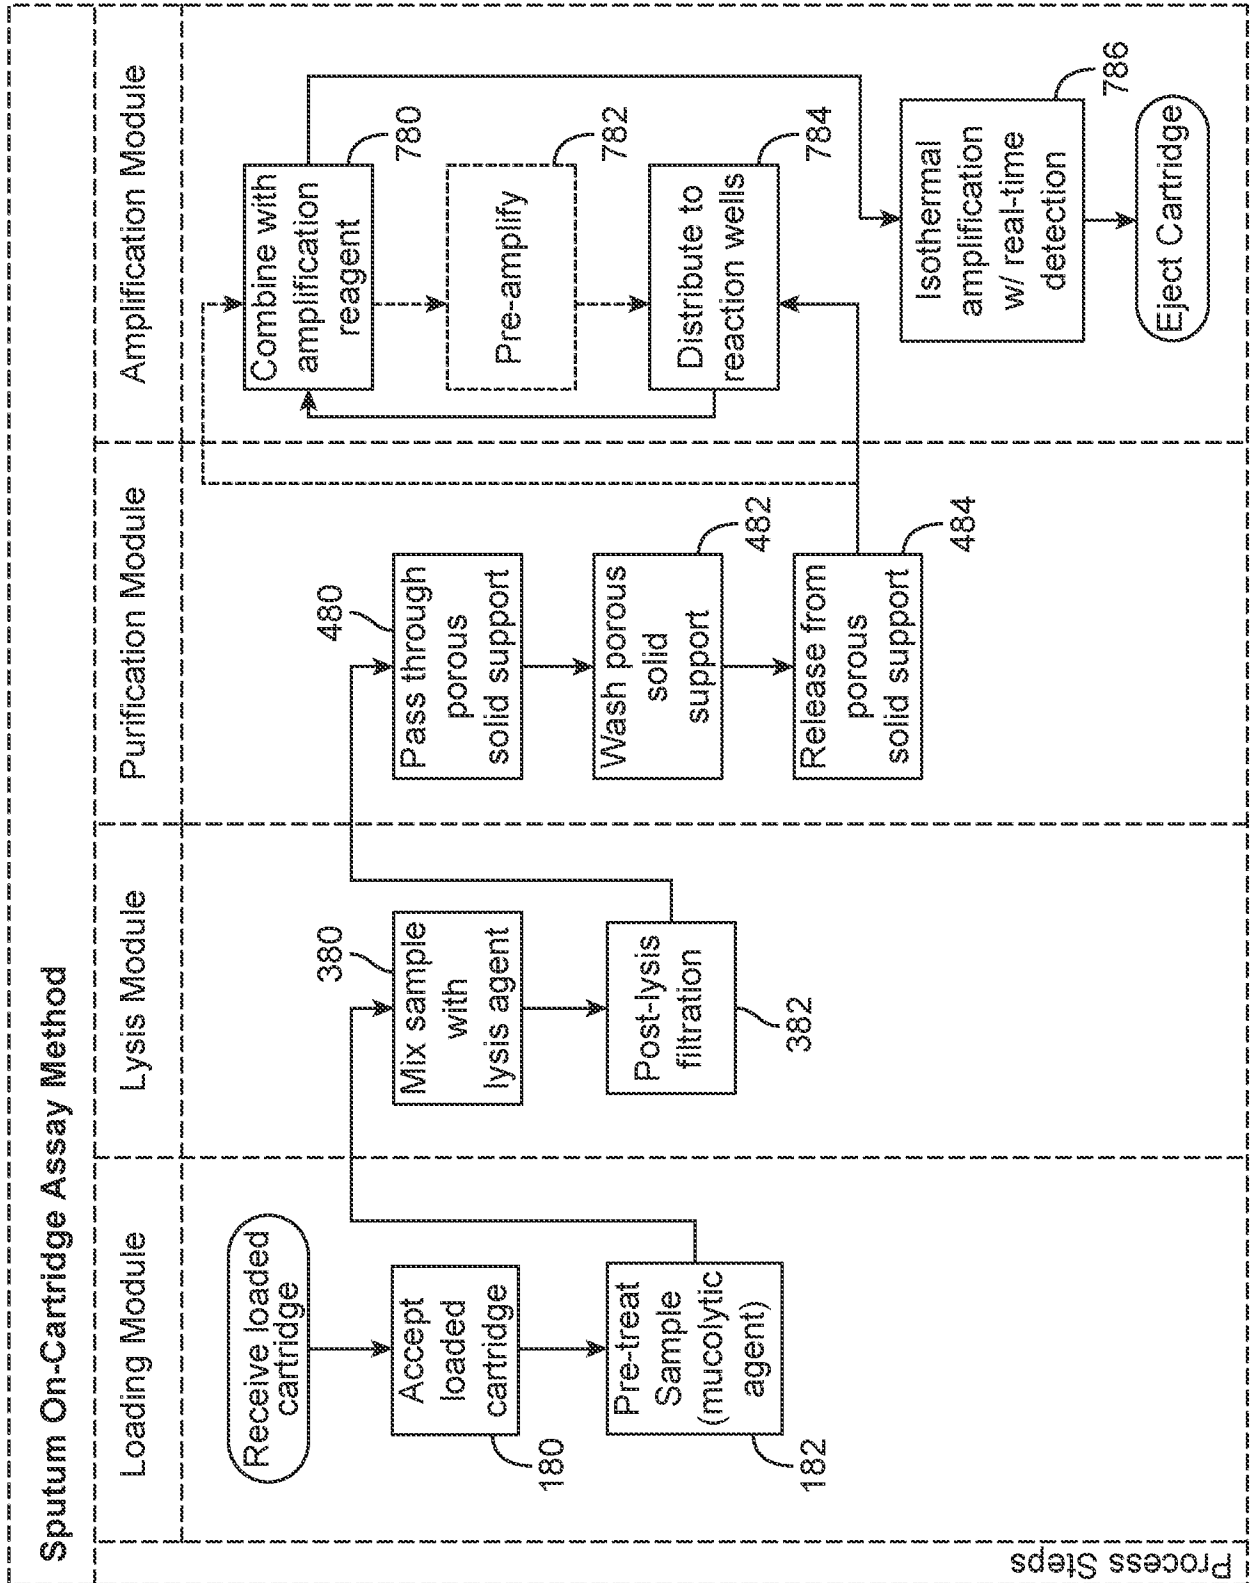 Sputum On-Cartridge Assay Method
Process Steps
Loading Module
Receive loaded
cartridge
Accept
loaded
cartridge
180
Pre-treat
Sample
(mucolytic
agent)
182
Lysis Module
380
Mix sample
with
lysis agent
Post-lysis
filtration
382
Purification Module
480
Pass through
porous
solid support
Wash porous
solid
support
482
Release from
porous
solid support
484
Amplification Module
Combine with
amplification
reagent
780
Pre-amplify
782
Distribute to
reaction wells
784
Isothermal
amplification
w/ real-time
detection
786
Eject Cartridge